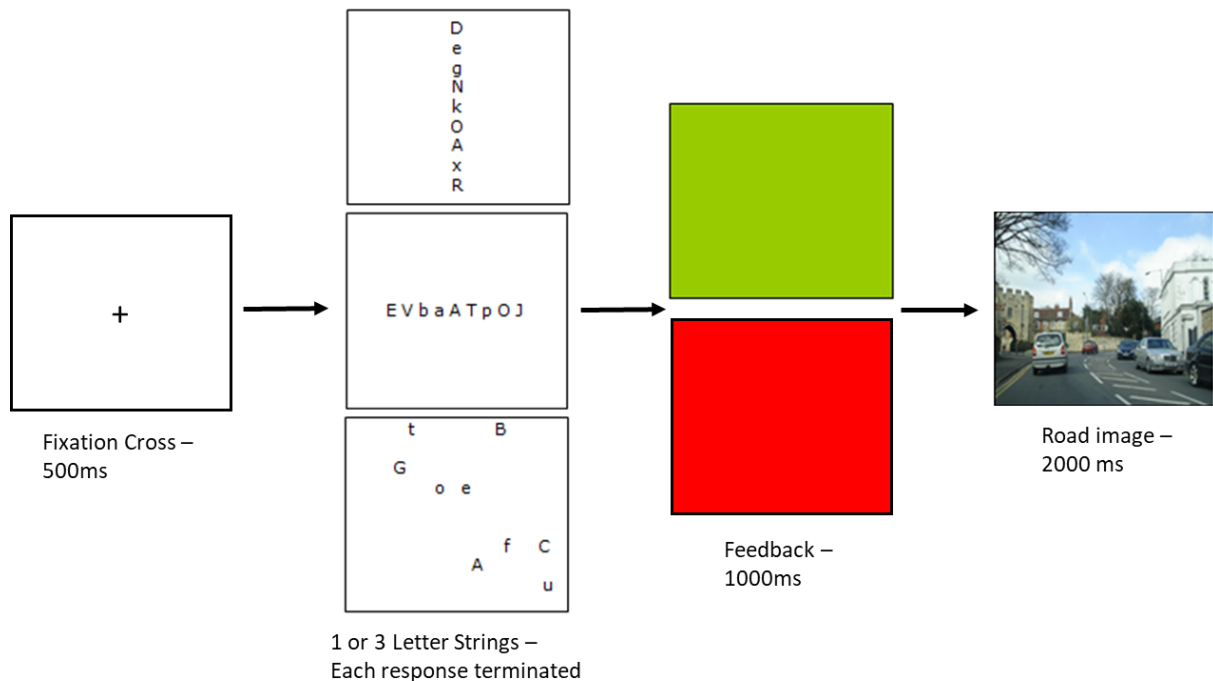 D
e
g
N
k
O
A
x
R
+
E V b a A T p O J
t B
G
o e
f C
A
u
Fixation Cross –
500ms
1 or 3 Letter Strings –
Each response terminated
Feedback –
1000ms
Road image –
2000 ms